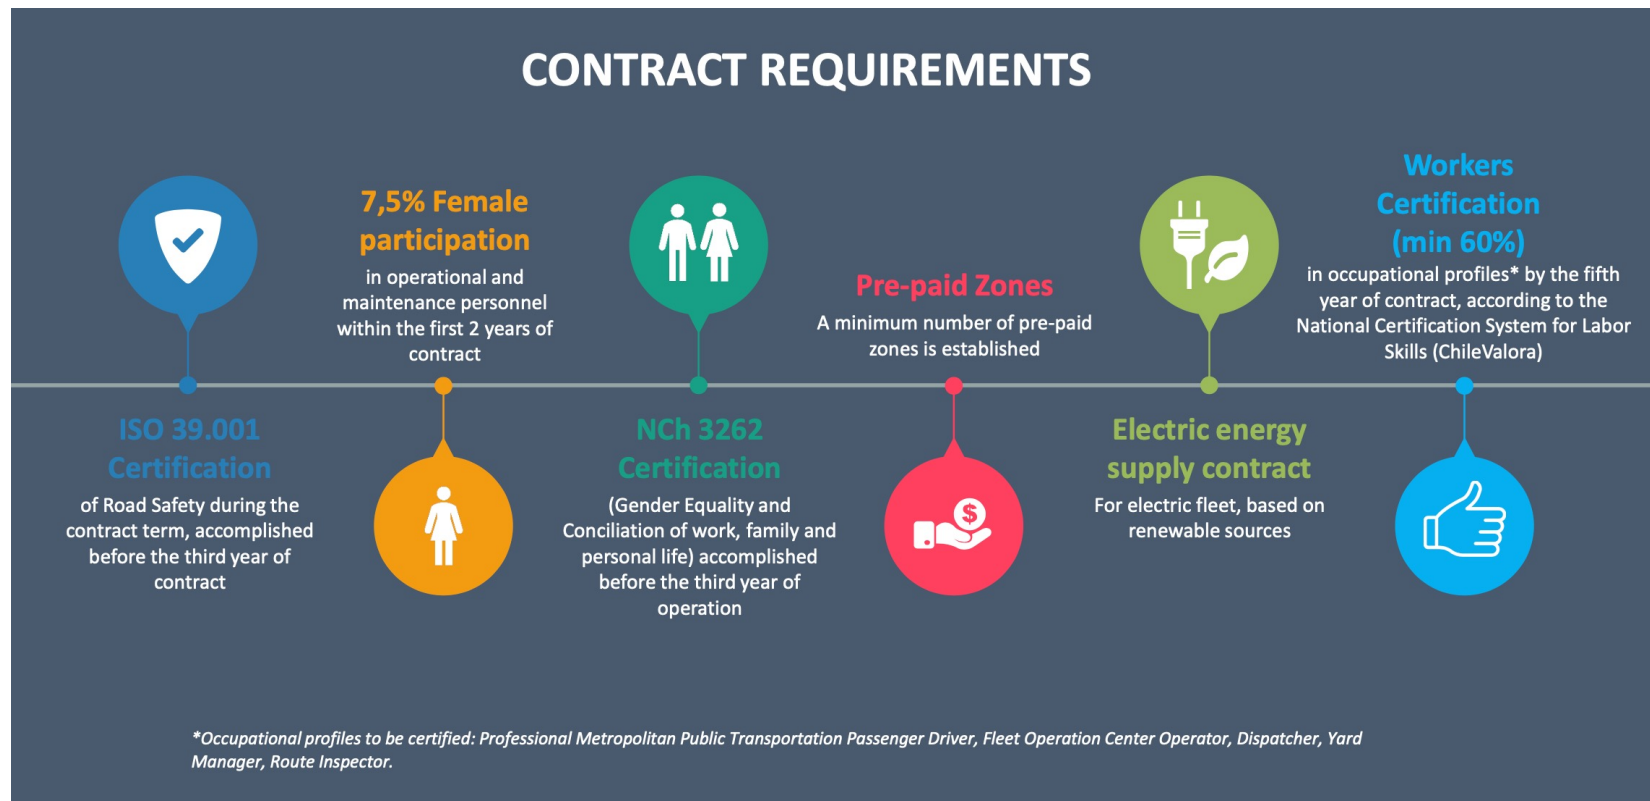 CONTRACT REQUIREMENTS
ISO 39.001
Certification
of Road Safety during the
contract term, accomplished
before the third year of
contract
7,5% Female
participation
in operational and
maintenance personnel
within the first 2 years of
contract
NCh 3262
Certification
(Gender Equality and
Conciliation of work, family and
personal life) accomplished
before the third year of
operation
Pre-paid Zones
A minimum number of pre-paid
zones is established
$
Electric energy
supply contract
For electric fleet, based on
renewable sources
Workers
Certification
(min 60%)
in occupational profiles* by the fifth
year of contract, according to the
National Certification System for Labor
Skills (ChileValora)
*Occupational profiles to be certified: Professional Metropolitan Public Transportation Passenger Driver, Fleet Operation Center Operator, Dispatcher, Yard
Manager, Route Inspector.